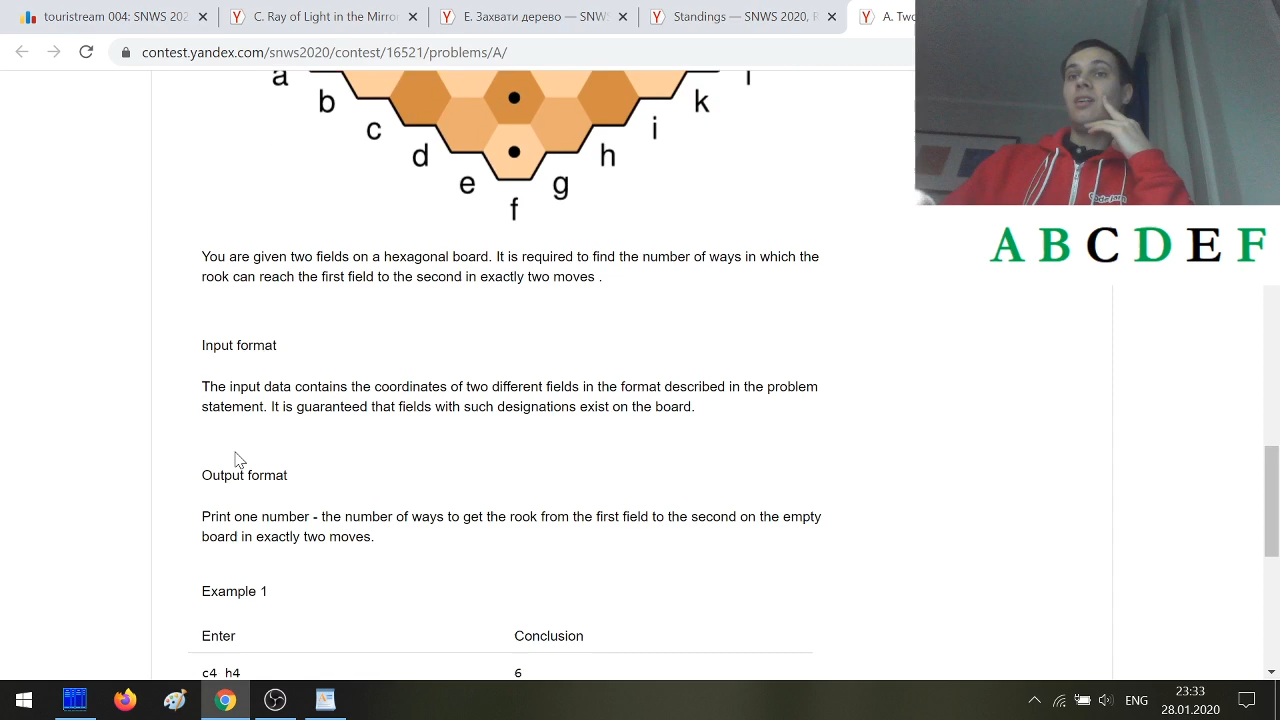 touristream 004: SNWS 202
C. Ray of Light in the Mirror
E. Захвати дерево — SNWS
Standings — SNWS 2020, R
A. Two
contest.yandex.com/snws2020/contest/16521/problems/A/
a
l
b
k
c
i
d
h
e
g
f
A B C D E F
You are given two fields on a hexagonal board. It is required to find the number of ways in which the
rook can reach the first field to the second in exactly two moves .
Input format
The input data contains the coordinates of two different fields in the format described in the problem
statement. It is guaranteed that fields with such designations exist on the board.
Output format
Print one number - the number of ways to get the rook from the first field to the second on the empty
board in exactly two moves.
Example 1
Enter
Conclusion
c4 h4
6
ENG
23:33
28.01.2020